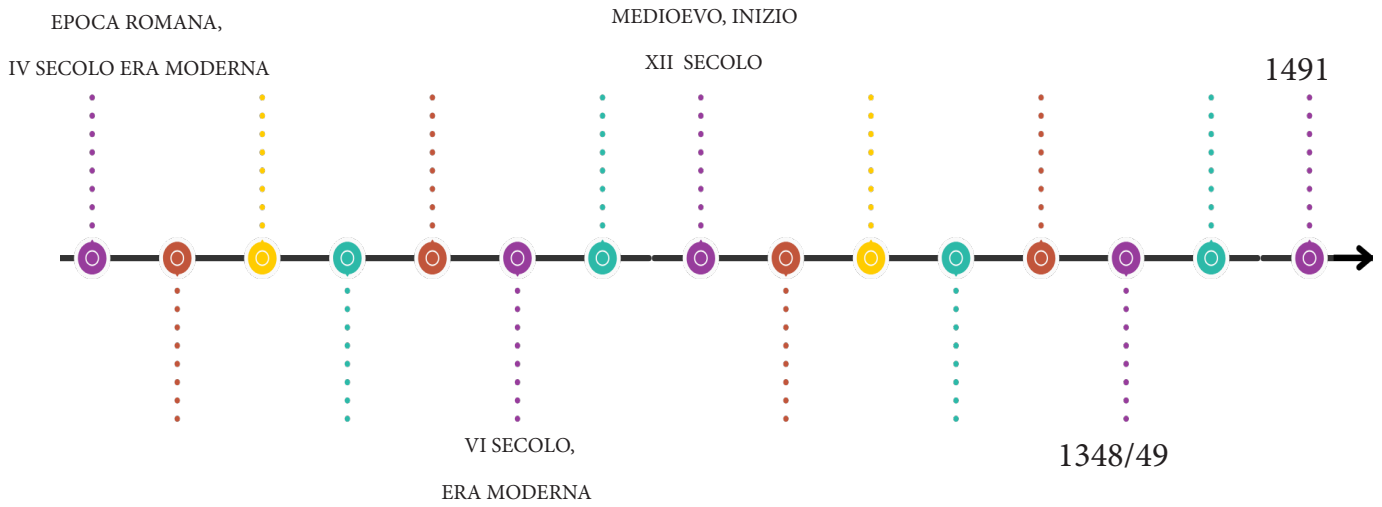 EPOCA ROMANA,
IV SECOLO ERA MODERNA
MEDIOEVO, INIZIO
XII SECOLO
1491
VI SECOLO,
ERA MODERNA
1348/49